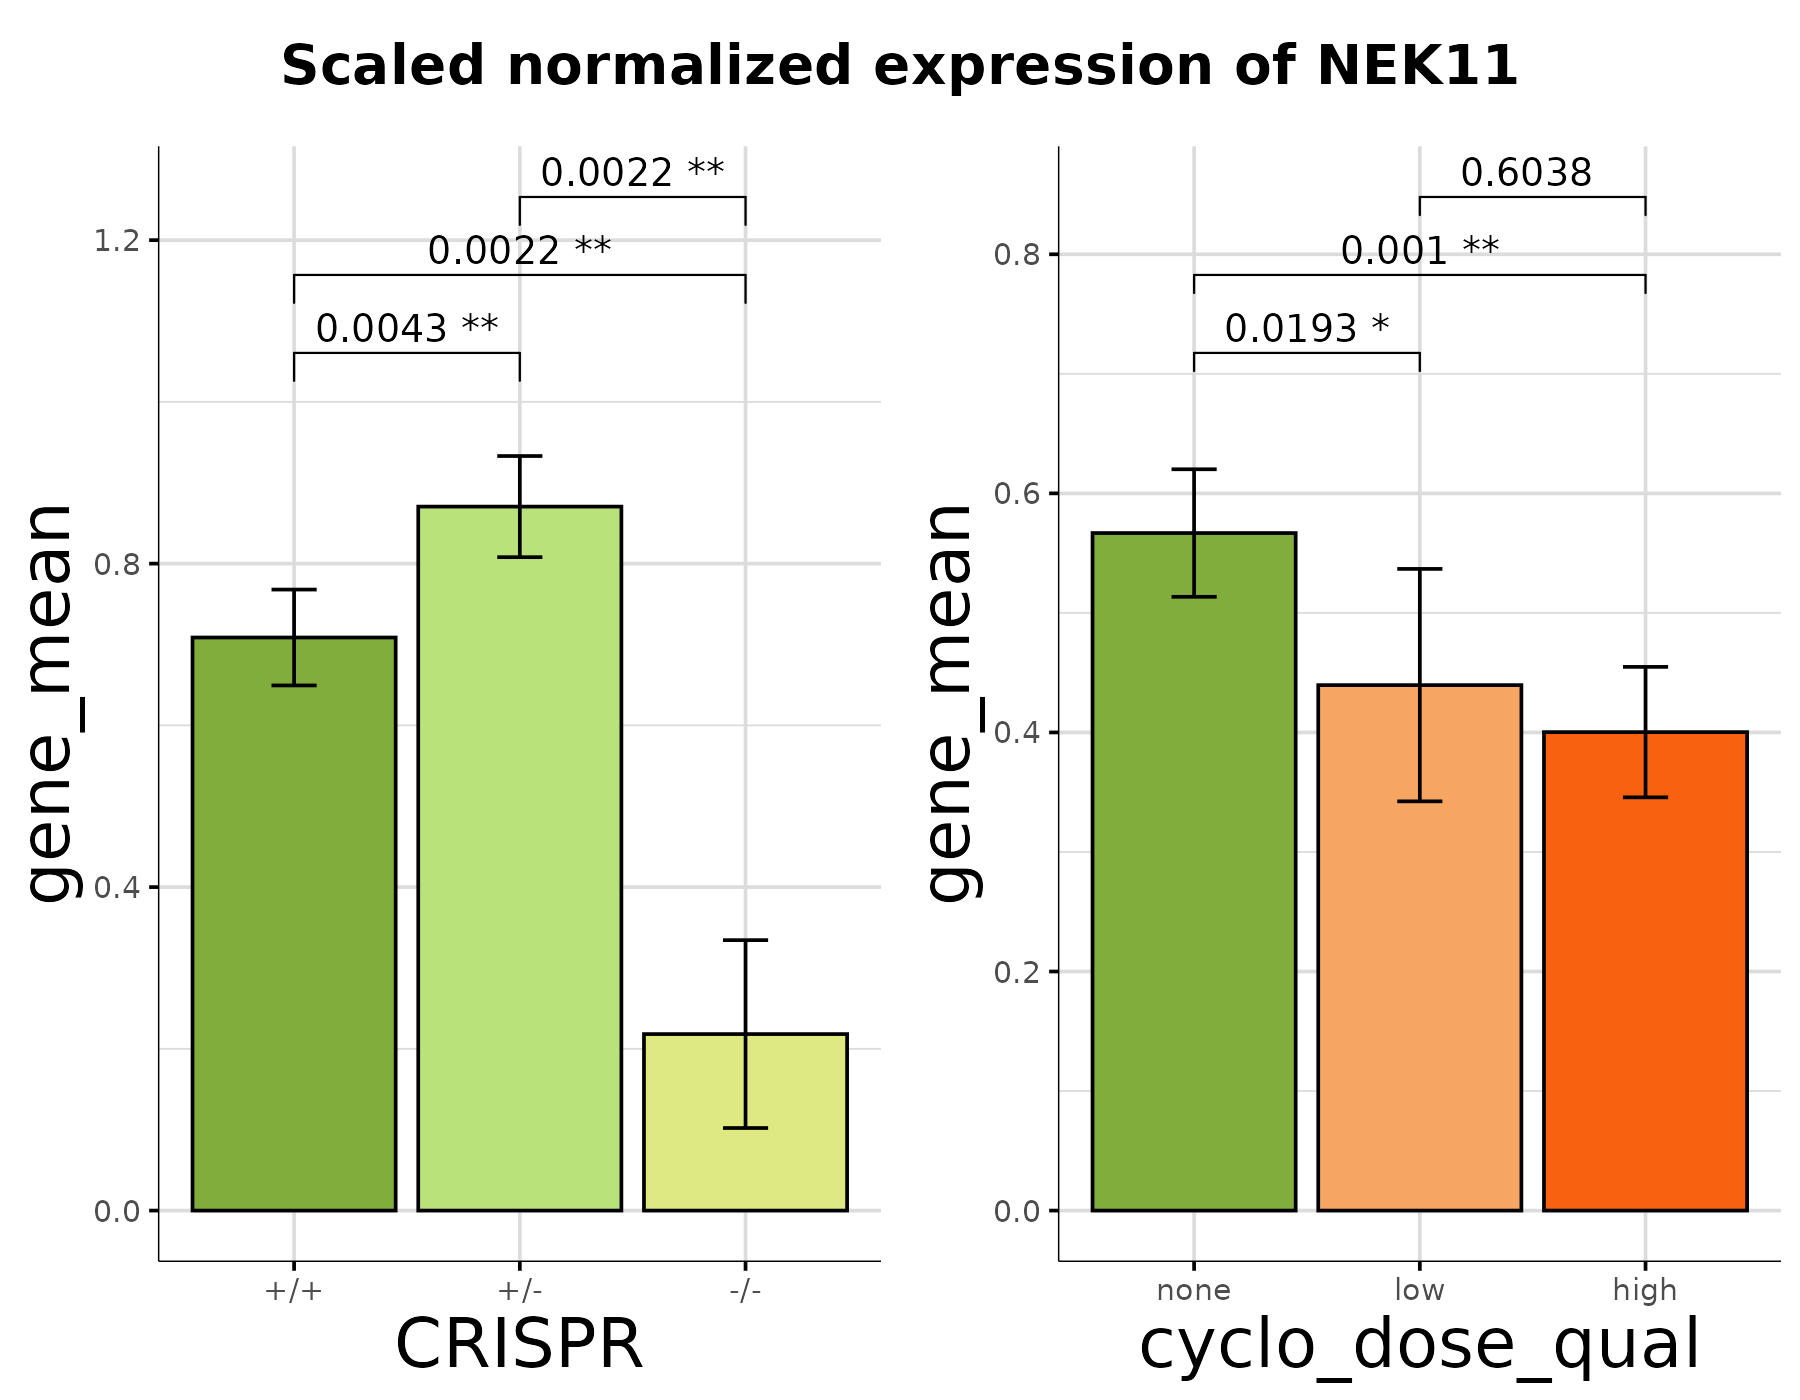 Scaled normalized expression of NEK11
gene_mean
1.2
0.8
0.4
0.0
0.0022 **
0.0022 **
0.0043 **
+/+ +/- -/-
CRISPR
gene_mean
0.8
0.6
0.4
0.2
0.0
0.6038
0.001 **
0.0193 *
none low high
cyclo_dose_qual